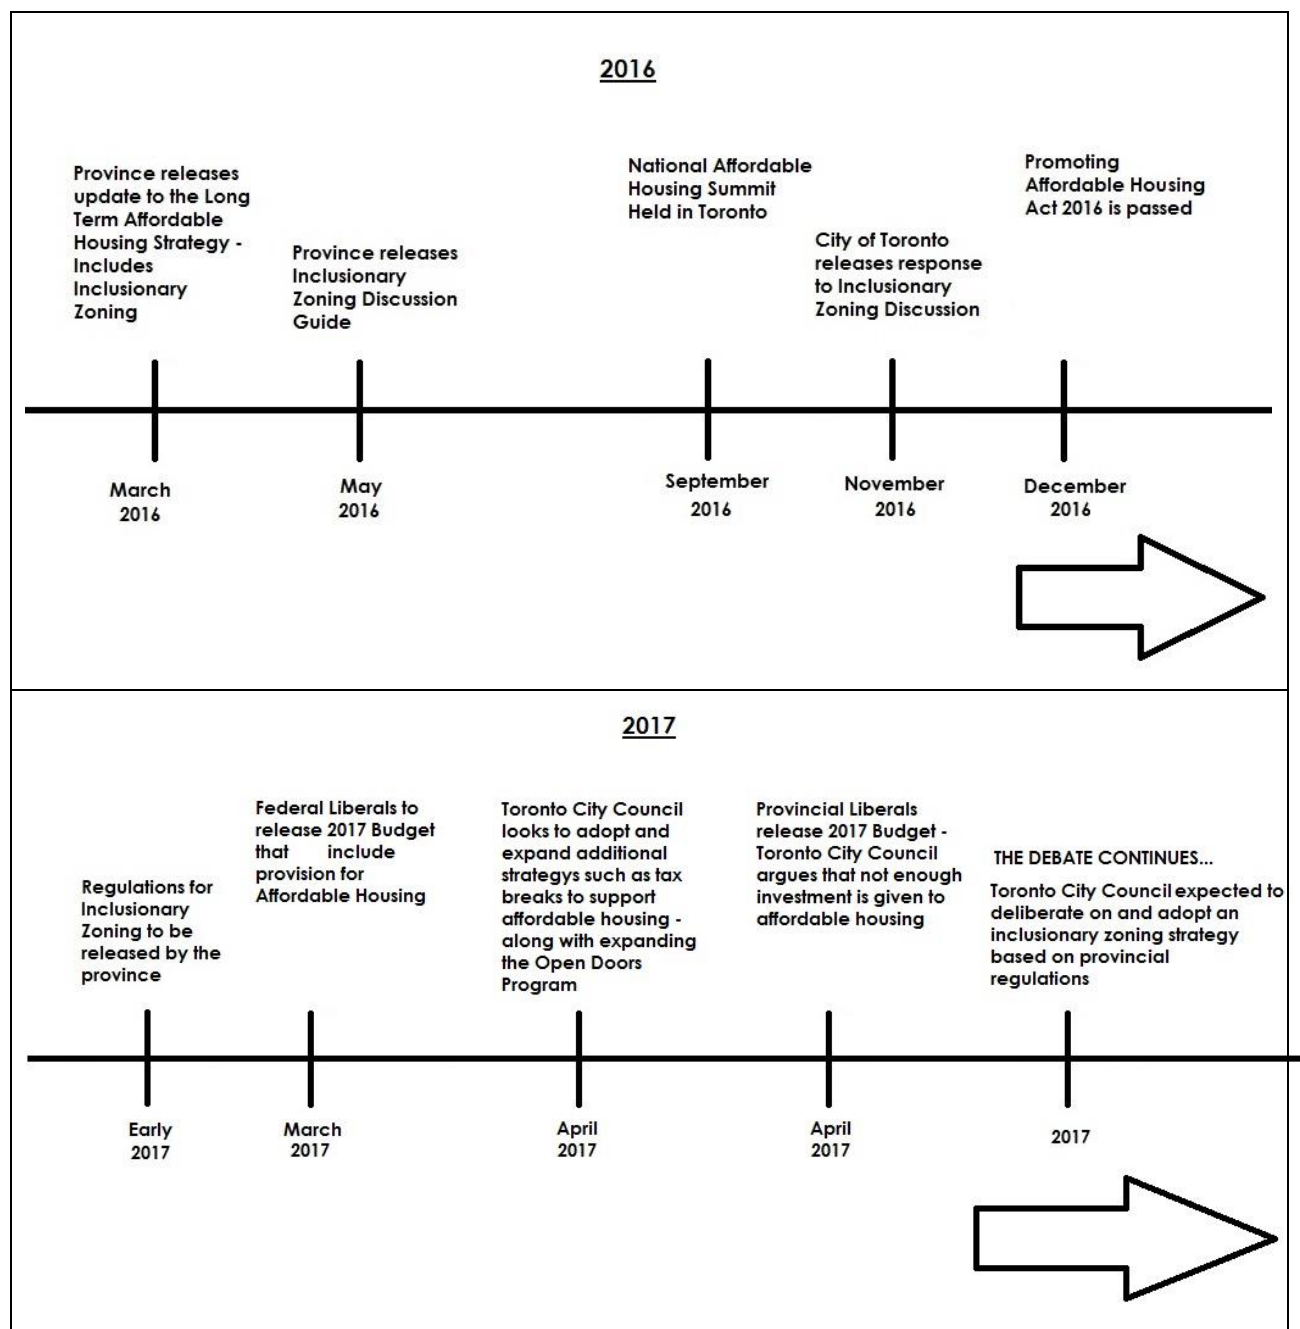 2016
Province releases
update to the Long
Term Affordable
Housing Strategy -
Includes
Inclusionary
Zoning
Province releases
Inclusionary
Zoning Discussion
Guide
National Affordable
Housing Summit
Held in Toronto
City of Toronto
releases response
to Inclusionary
Zoning Discussion
Promoting
Affordable Housing
Act 2016 is passed
March
2016
May
2016
September
2016
November
2016
December
2016
2017
Regulations for
Inclusionary
Zoning to be
released by the
province
Federal Liberals to
release 2017 Budget
that include
provision for
Affordable Housing
Toronto City Council
looks to adopt and
expand additional
strategys such as tax
breaks to support
affordable housing -
along with expanding
the Open Doors
Program
Provincial Liberals
release 2017 Budget -
Toronto City Council
argues that not enough
investment is given to
affordable housing
THE DEBATE CONTINUES...
Toronto City Council expected to
deliberate on and adopt an
inclusionary zoning strategy
based on provincial
regulations
Early
2017
March
2017
April
2017
April
2017
2017